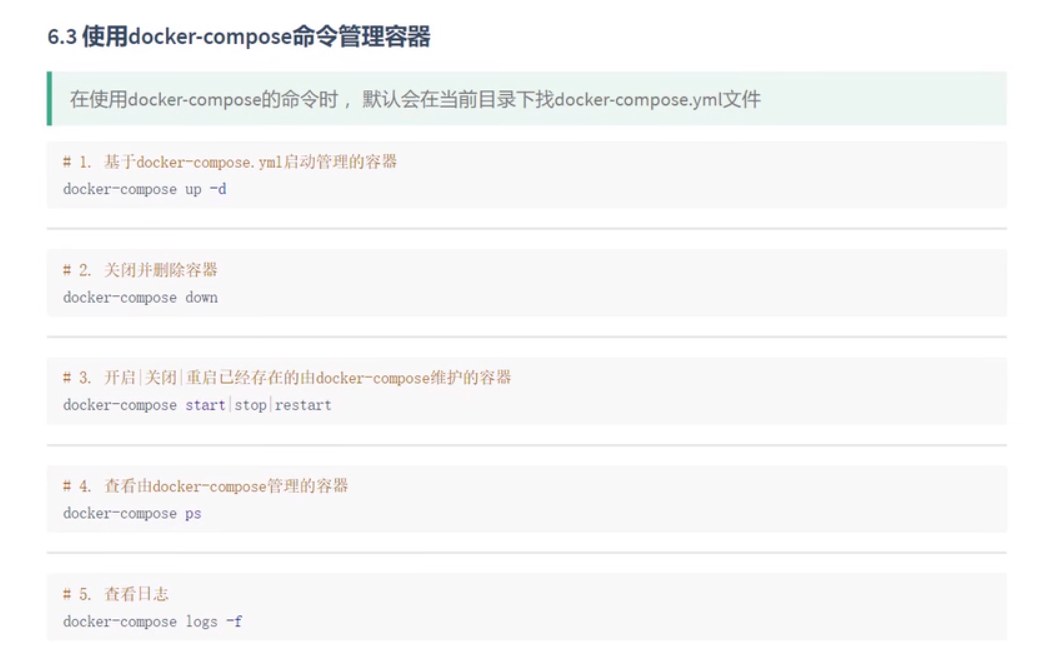 6.3 使用docker-compose命令管理容器
在使用docker-compose的命令时 ，默认会在当前目录下找docker-compose.yml文件
# 1. 基于docker-compose.yml启动管理的容器
docker-compose up -d
# 2. 关闭并删除容器
docker-compose down
# 3. 开启|关闭|重启已经存在的由docker-compose维护的容器
docker-compose start|stop|restart
# 4. 查看由docker-compose管理的容器
docker-compose ps
# 5. 查看日志
docker-compose logs -f